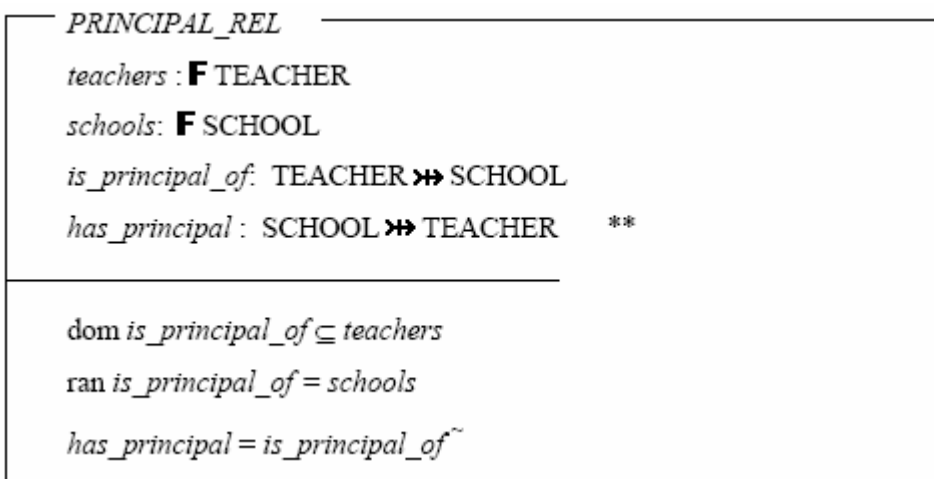 PRINCIPAL_REL
teachers : F TEACHER
schools: F SCHOOL
is_principal_of: TEACHER ⤔ SCHOOL
has_principal : SCHOOL ⤔ TEACHER **
dom is_principal_of ⊆ teachers
ran is_principal_of = schools
has_principal = is_principal_of~